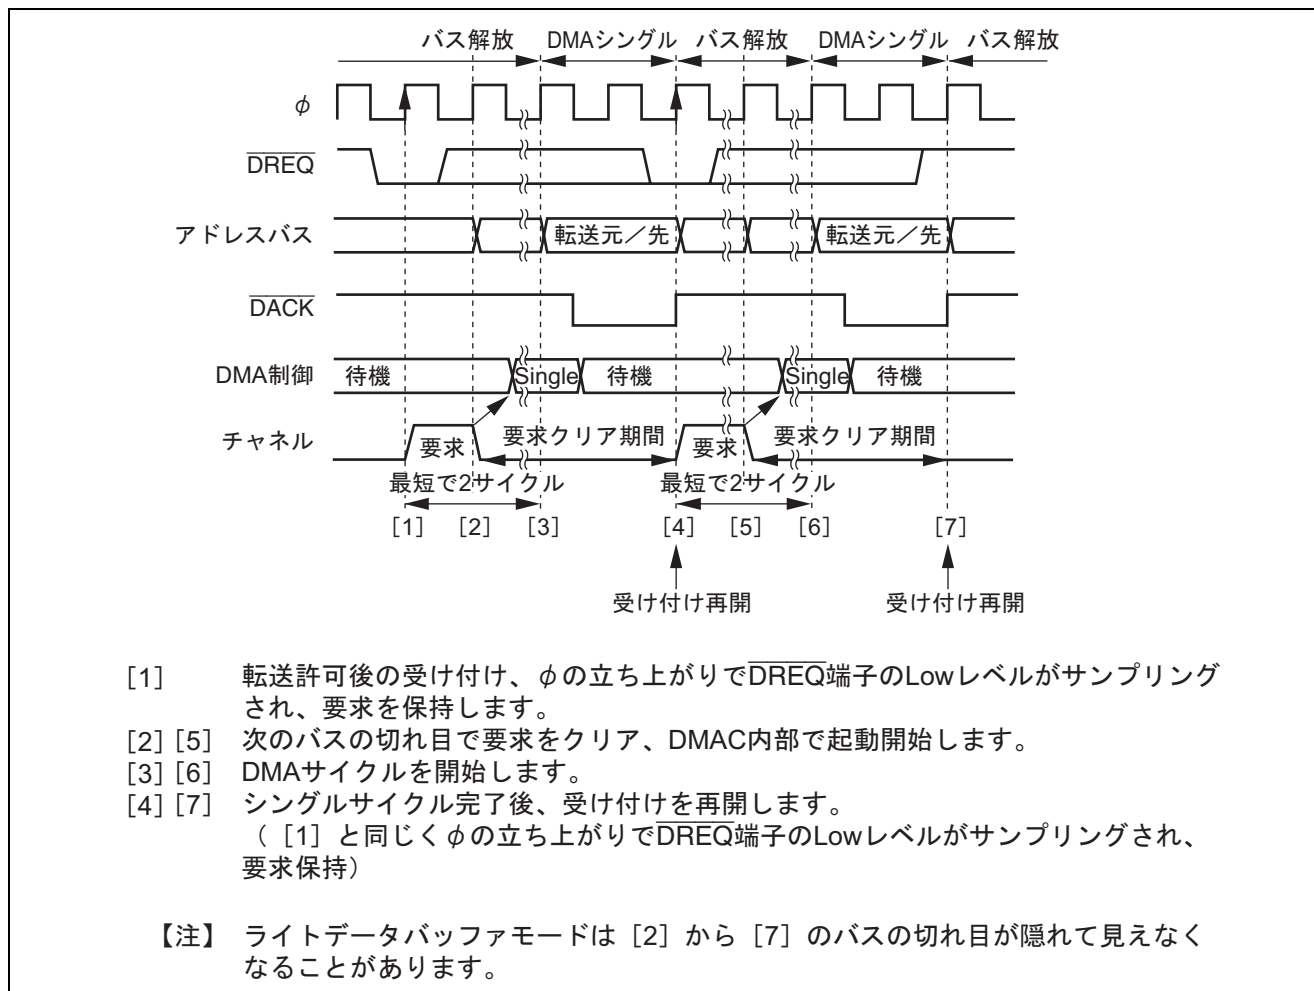 バス解放 DMAシングル バス解放 DMAシングル バス解放
φ
DREQ
アドレスバス 転送元／先 転送元／先
DACK
DMA制御 待機 Single 待機 Single 待機
チャネル 要求 要求クリア期間 要求 要求クリア期間
最短で2サイクル 最短で2サイクル
［1］ ［2］ ［3］ ［4］ ［5］ ［6］ ［7］
受け付け再開 受け付け再開
［1］ 転送許可後の受け付け、φの立ち上がりでDREQ端子のLowレベルがサンプリング
され、要求を保持します。
［2］［5］ 次のバスの切れ目で要求をクリア、DMAC内部で起動開始します。
［3］［6］ DMAサイクルを開始します。
［4］［7］ シングルサイクル完了後、受け付けを再開します。
（［1］と同じくφの立ち上がりでDREQ端子のLowレベルがサンプリングされ、
要求保持）
【注】 ライトデータバッファモードは［2］から［7］のバスの切れ目が隠れて見えなく
なることがあります。